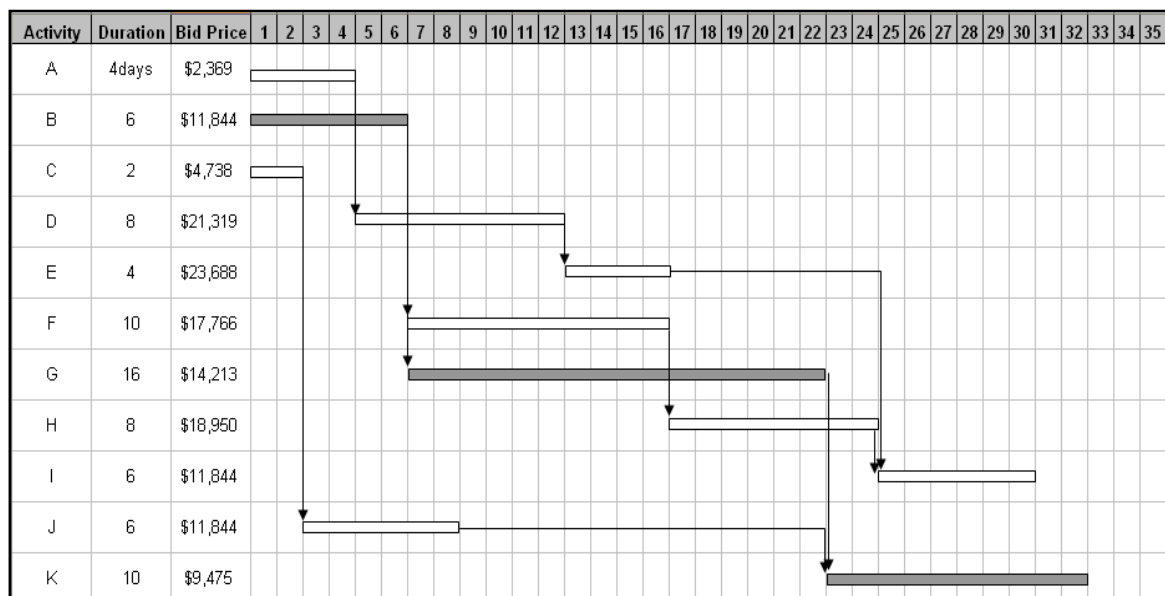 Activity Duration Bid Price 1 2 3 4 5 6 7 8 9 10 11 12 13 14 15 16 17 18 19 20 21 22 23 24 25 26 27 28 29 30 31 32 33 34 35
A 4days $2,369
B 6 $11,844
C 2 $4,738
D 8 $21,319
E 4 $23,688
F 10 $17,766
G 16 $14,213
H 8 $18,950
I 6 $11,844
J 6 $11,844
K 10 $9,475